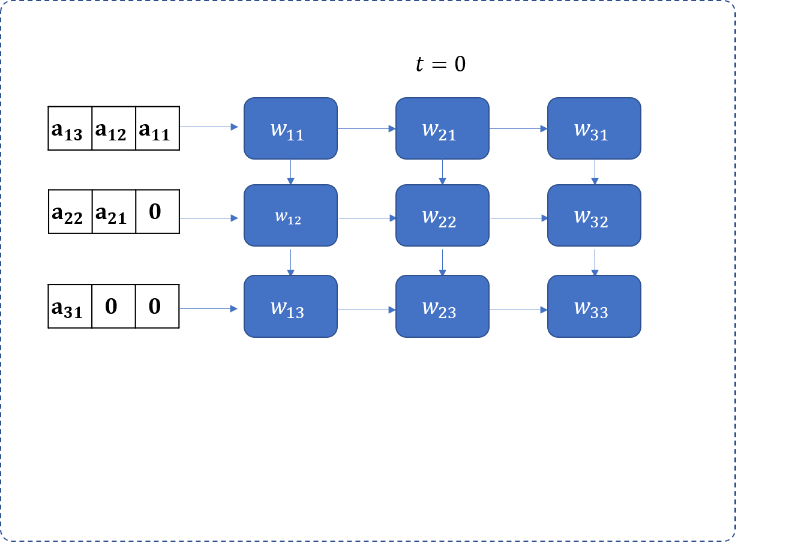 t = 0
a₁₃ a₁₂ a₁₁ w₁₁ w₂₁ w₃₁
a₂₂ a₂₁ 0 w₁₂ w₂₂ w₃₂
a₃₁ 0 0 w₁₃ w₂₃ w₃₃